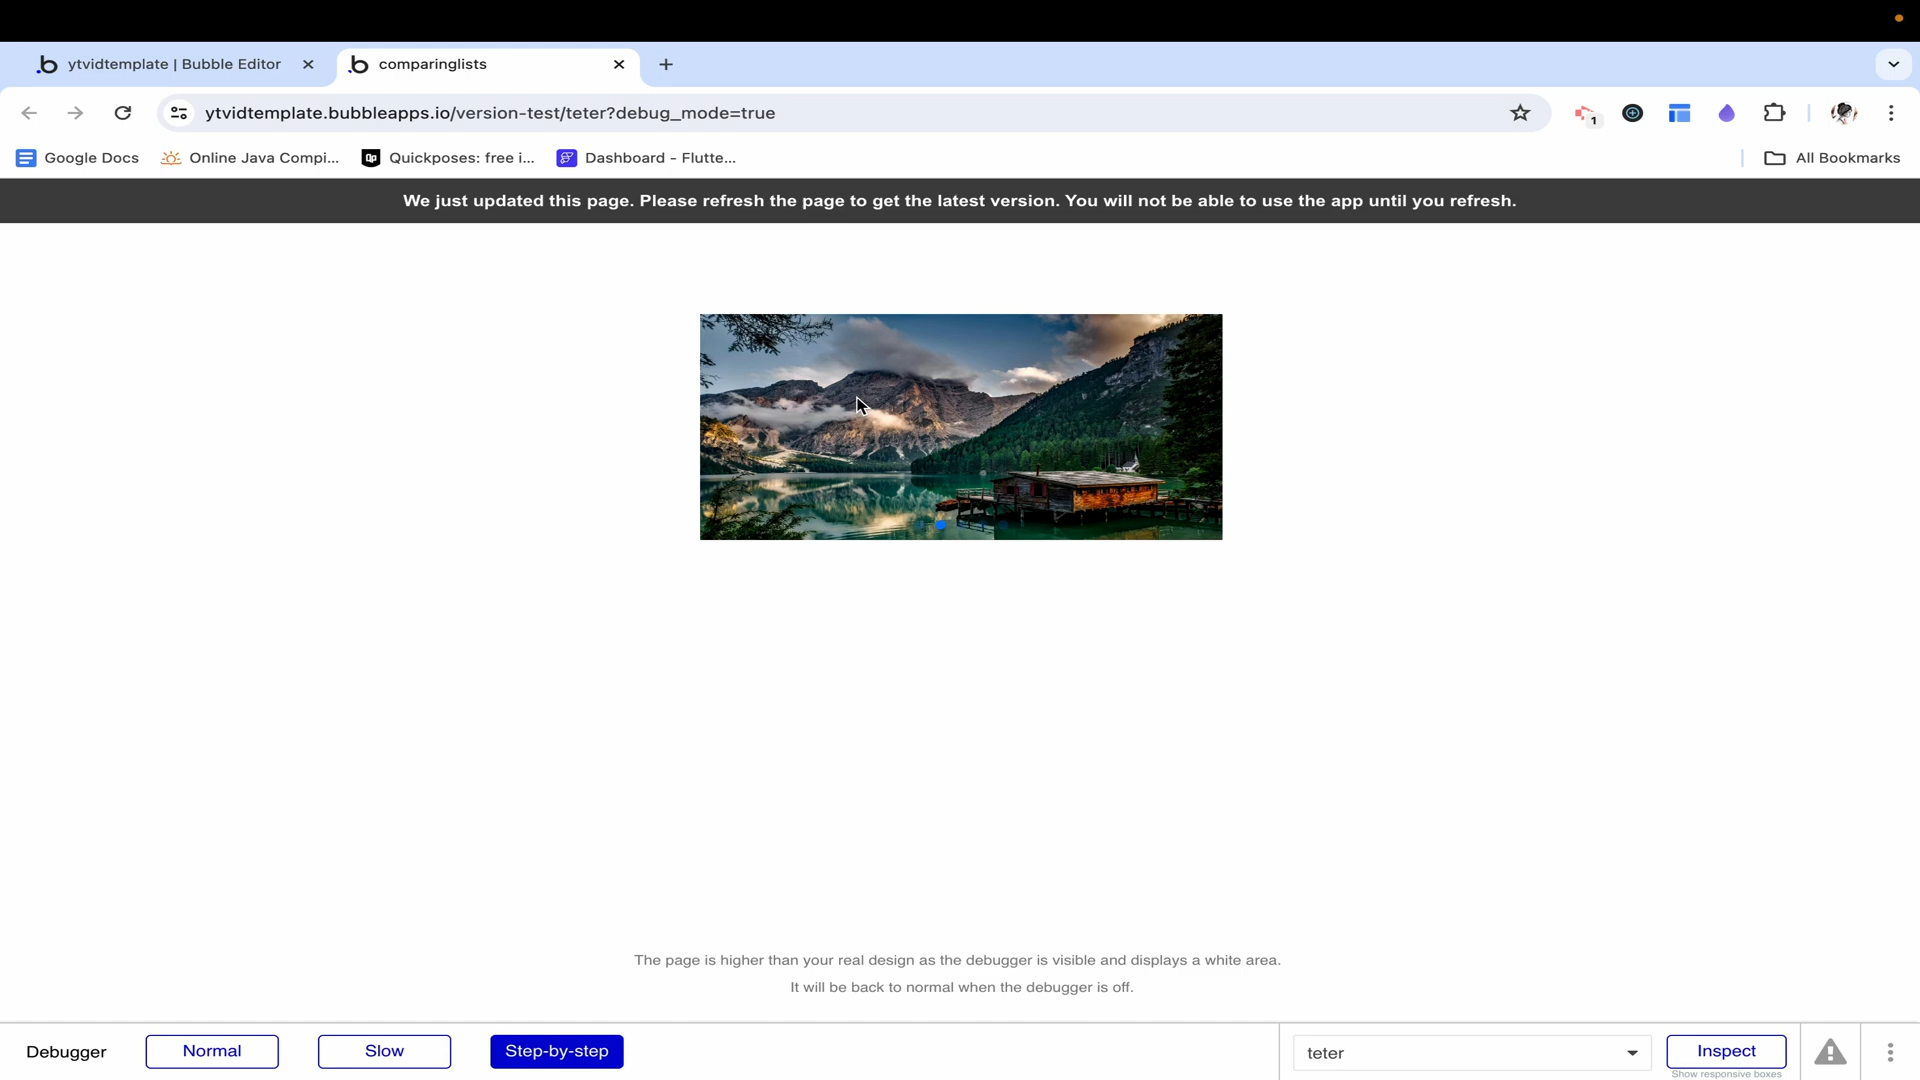 ytvidtemplate | Bubble Editor
comparinglists
ytvidtemplate.bubbleapps.io/version-test/teter?debug_mode=true
1
Google Docs
Online Java Compi...
Qp
Quickposes: free i...
Dashboard - Flutte...
All Bookmarks
We just updated this page. Please refresh the page to get the latest version. You will not be able to use the app until you refresh.
The page is higher than your real design as the debugger is visible and displays a white area.
It will be back to normal when the debugger is off.
Debugger
Normal
Slow
Step-by-step
teter
Inspect
Show responsive boxes